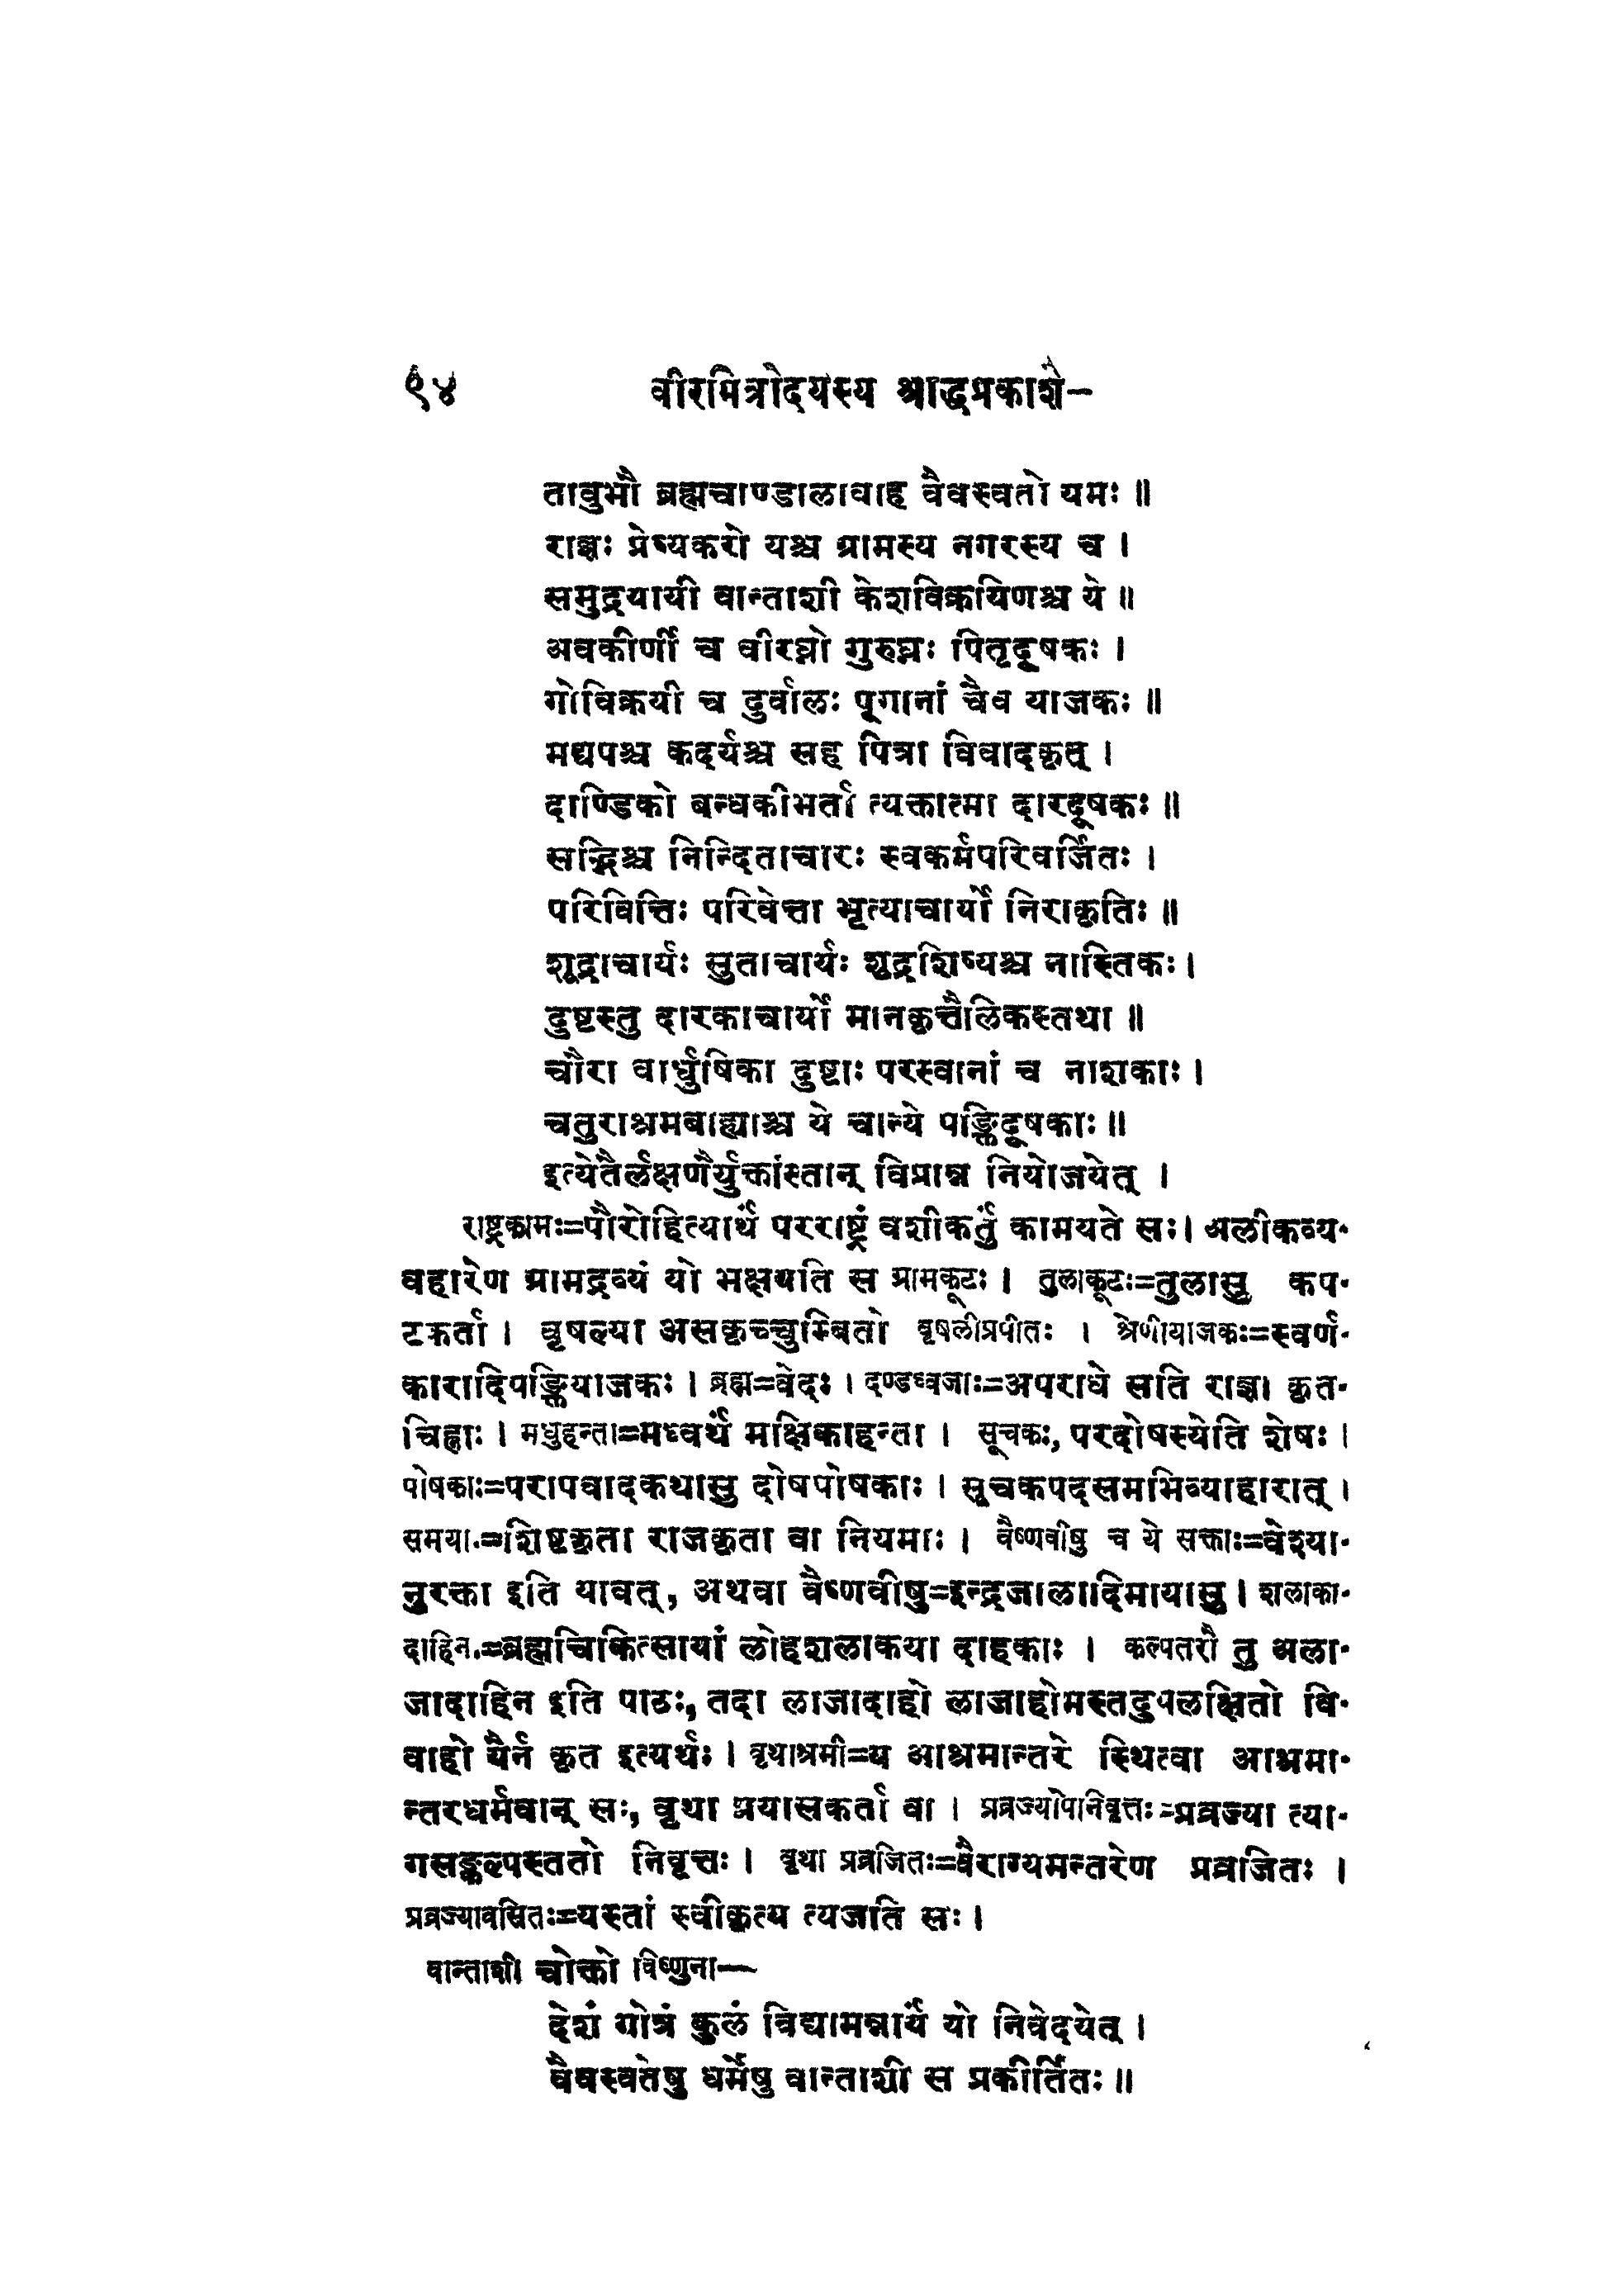 ९४ वीरमित्रोदयस्य श्राद्धप्रकाशे-
तावुभौ ब्रह्मचाण्डालावाह वैवस्वतो यमः ॥
राज्ञः प्रेष्यकरो यश्च ग्रामस्य नगरस्य च ।
समुद्रयायी वान्ताशी केशविक्रयिणश्च ये ॥
अवकीर्णी च वीरघ्नो गुरुघ्नः पितृदूषकः ।
गोविक्रयी च दुर्वालः पूगानां चैव याजकः ॥
मद्यपश्च कदर्यश्च सह पित्रा विवादकृत् ।
दाण्डिको बन्धकीभर्ता त्यक्तात्मा दारदूषकः ॥
सद्भिश्च निन्दिताचारः स्वकर्मपरिवर्जितः ।
परिवित्तिः परिवेत्ता भृत्याचार्यो निराकृतिः ॥
शूद्राचार्यः सुताचार्यः शूद्रशिष्यश्च नास्तिकः ।
दुष्टस्तु दारकाचार्यो मानकृत्तैलिकस्तथा ॥
चौरा वार्धुषिका दुष्टाः परस्वानां च नाशकाः ।
चतुराश्रमबाह्याश्च ये चान्ये पङ्क्तिदूषकाः ॥
इत्येतैर्लक्षणैर्युक्तांस्तान् विप्रान्न नियोजयेत् ।
राष्ट्रकामः=पौरोहित्यार्थं परराष्ट्रं वशीकर्तुं कामयते सः। अलीकव्य-
वहारेण ग्रामद्रव्यं यो भक्षयति स ग्रामकूटः । तुलाकूटः=तुलासु कप-
टकर्ता । वृषल्या असकृच्चुम्बितो वृषलीप्रपीतः । श्रेणीयाजकः=स्वर्ण-
कारादिपङ्क्तियाजकः । ब्रह्म=वेदः । दण्डध्वजाः=अपराधे सति राज्ञा कृत-
चिह्नाः । मधुहन्ता=मध्वर्थं मक्षिकाहन्ता । सूचकः, परदोषस्येति शेषः ।
पोषकाः=परापवादकथासु दोषपोषकाः । सूचकपदसमभिव्याहारात् ।
समयाः=शिष्टकृता राजकृता वा नियमाः । वैष्णवीषु च ये सक्ताः=वेश्या-
नुरक्ता इति यावत्, अथवा वैष्णवीषु=इन्द्रजालादिमायासु । शलाका-
दाहिनः=ब्रह्मचिकित्सायां लोहशलाकया दाहकाः । कल्पतरौ तु अला-
जादाहिन इति पाठः, तदा लाजादाहो लाजाहोमस्तदुपलक्षितो वि-
वाहो यैर्न कृत इत्यर्थः । वृथाश्रमी=य आश्रमान्तरे स्थित्वा आश्रमा-
न्तरधर्मवान् सः, वृथा प्रयासकर्ता वा । प्रव्रज्योपनिवृत्तः=प्रव्रज्या त्या-
गसङ्कल्पस्ततो निवृत्तः । वृथा प्रव्रजितः=वैराग्यमन्तरेण प्रव्रजितः ।
प्रव्रज्यावसितः=यस्तां स्वीकृत्य त्यजति सः ।
वान्ताशी चोक्तो विष्णुना—
देशं गोत्रं कुलं विद्यामन्नार्थं यो निवेदयेत् ।
वैवस्वतेषु धर्मेषु वान्ताशी स प्रकीर्तितः ॥